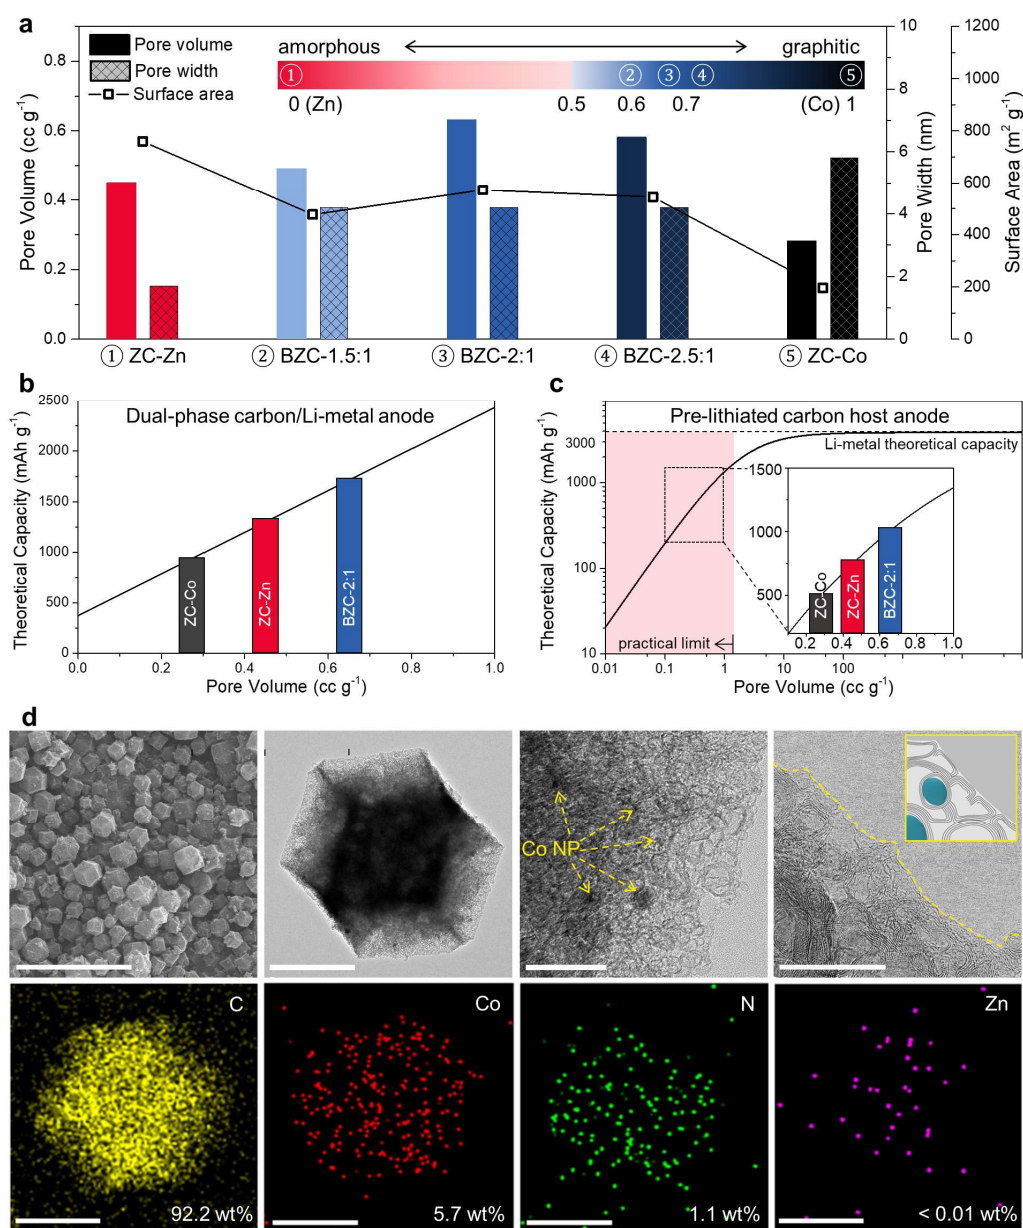 a
Pore volume
Pore width
Surface area
amorphous
graphitic
① ② ③ ④ ⑤
0 (Zn) 0.5 0.6 0.7 (Co) 1
Pore Volume (cc g⁻¹)
0.8
0.6
0.4
0.2
0.0
10
8
6
4
2
0
Pore Width (nm)
1200
1000
800
600
400
200
0
Surface Area (m² g⁻¹)
① ZC-Zn ② BZC-1.5:1 ③ BZC-2:1 ④ BZC-2.5:1 ⑤ ZC-Co
b
Dual-phase carbon/Li-metal anode
Theoretical Capacity (mAh g⁻¹)
2500
2000
1500
1000
500
0
ZC-Co
ZC-Zn
BZC-2:1
0.0 0.2 0.4 0.6 0.8 1.0
Pore Volume (cc g⁻¹)
c
Pre-lithiated carbon host anode
Li-metal theoretical capacity
Theoretical Capacity (mAh g⁻¹)
3000
1000
100
10
practical limit
1500
1000
500
ZC-Co
ZC-Zn
BZC-2:1
0.2 0.4 0.6 0.8 1.0
0.01 0.1 1 10 100
Pore Volume (cc g⁻¹)
d
Co NP
C
92.2 wt%
Co
5.7 wt%
N
1.1 wt%
Zn
< 0.01 wt%